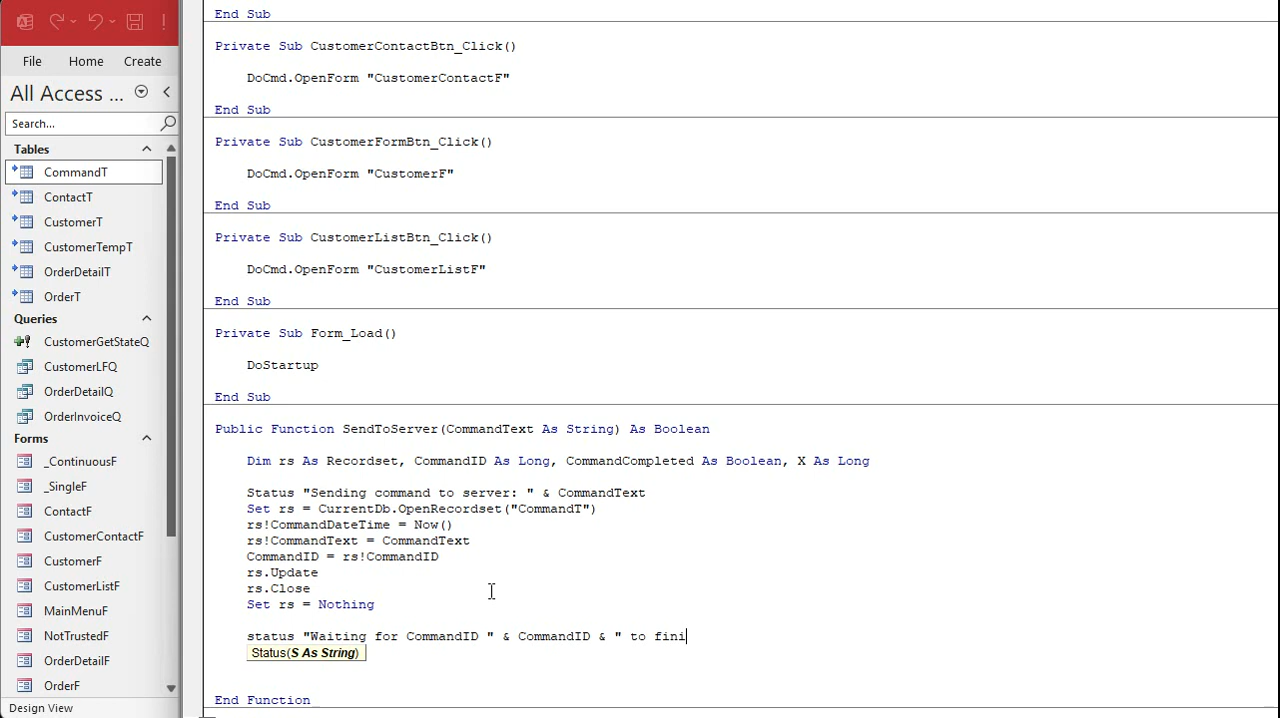 File Home Create
All Access ...
Search...
Tables
CommandT
ContactT
CustomerT
CustomerTempT
OrderDetailT
OrderT
Queries
CustomerGetStateQ
CustomerLFQ
OrderDetailQ
OrderInvoiceQ
Forms
_ContinuousF
_SingleF
ContactF
CustomerContactF
CustomerF
CustomerListF
MainMenuF
NotTrustedF
OrderDetailF
OrderF
Design View
End Sub
Private Sub CustomerContactBtn_Click()
DoCmd.OpenForm "CustomerContactF"
End Sub
Private Sub CustomerFormBtn_Click()
DoCmd.OpenForm "CustomerF"
End Sub
Private Sub CustomerListBtn_Click()
DoCmd.OpenForm "CustomerListF"
End Sub
Private Sub Form_Load()
DoStartup
End Sub
Public Function SendToServer(CommandText As String) As Boolean
Dim rs As Recordset, CommandID As Long, CommandCompleted As Boolean, X As Long
Status "Sending command to server: " & CommandText
Set rs = CurrentDb.OpenRecordset("CommandT")
rs!CommandDateTime = Now()
rs!CommandText = CommandText
CommandID = rs!CommandID
rs.Update
rs.Close
Set rs = Nothing
status "Waiting for CommandID " & CommandID & " to fini
Status(S As String)
End Function